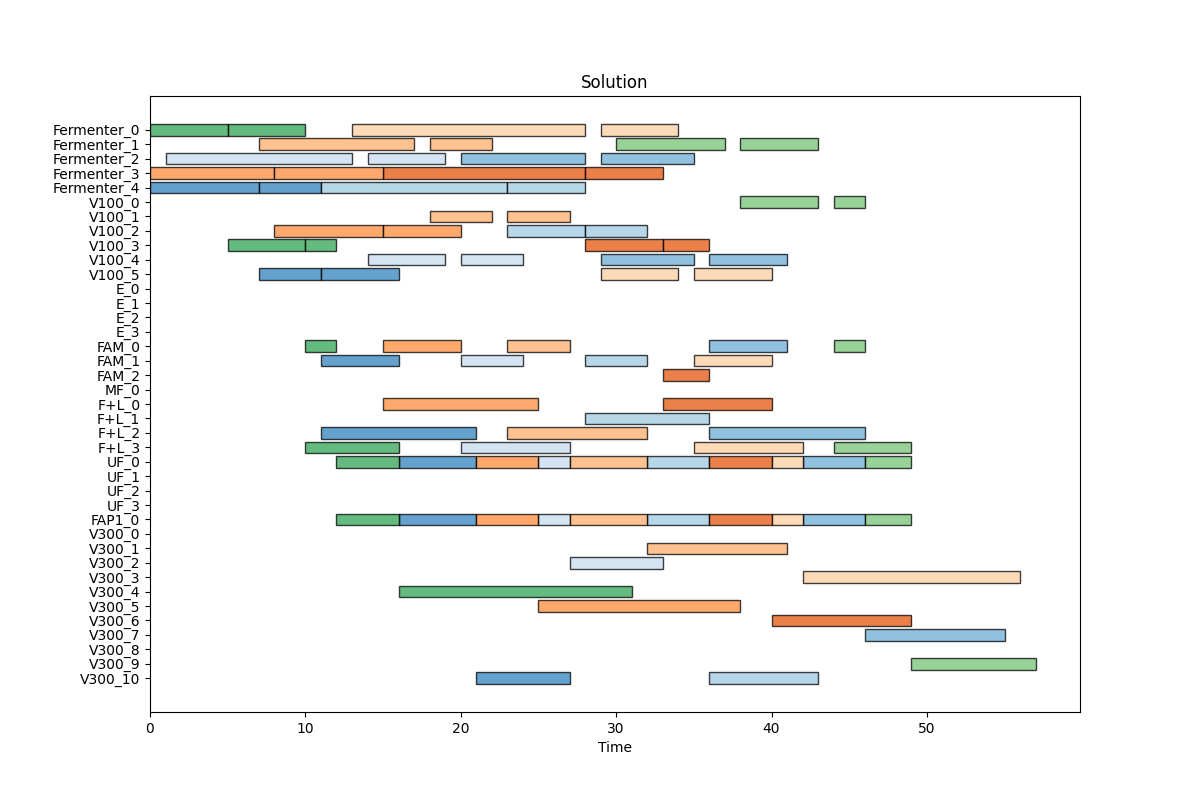 Solution
Fermenter_0
Fermenter_1
Fermenter_2
Fermenter_3
Fermenter_4
V100_0
V100_1
V100_2
V100_3
V100_4
V100_5
E_0
E_1
E_2
E_3
FAM_0
FAM_1
FAM_2
MF_0
F+L_0
F+L_1
F+L_2
F+L_3
UF_0
UF_1
UF_2
UF_3
FAP1_0
V300_0
V300_1
V300_2
V300_3
V300_4
V300_5
V300_6
V300_7
V300_8
V300_9
V300_10
0 10 20 30 40 50
Time